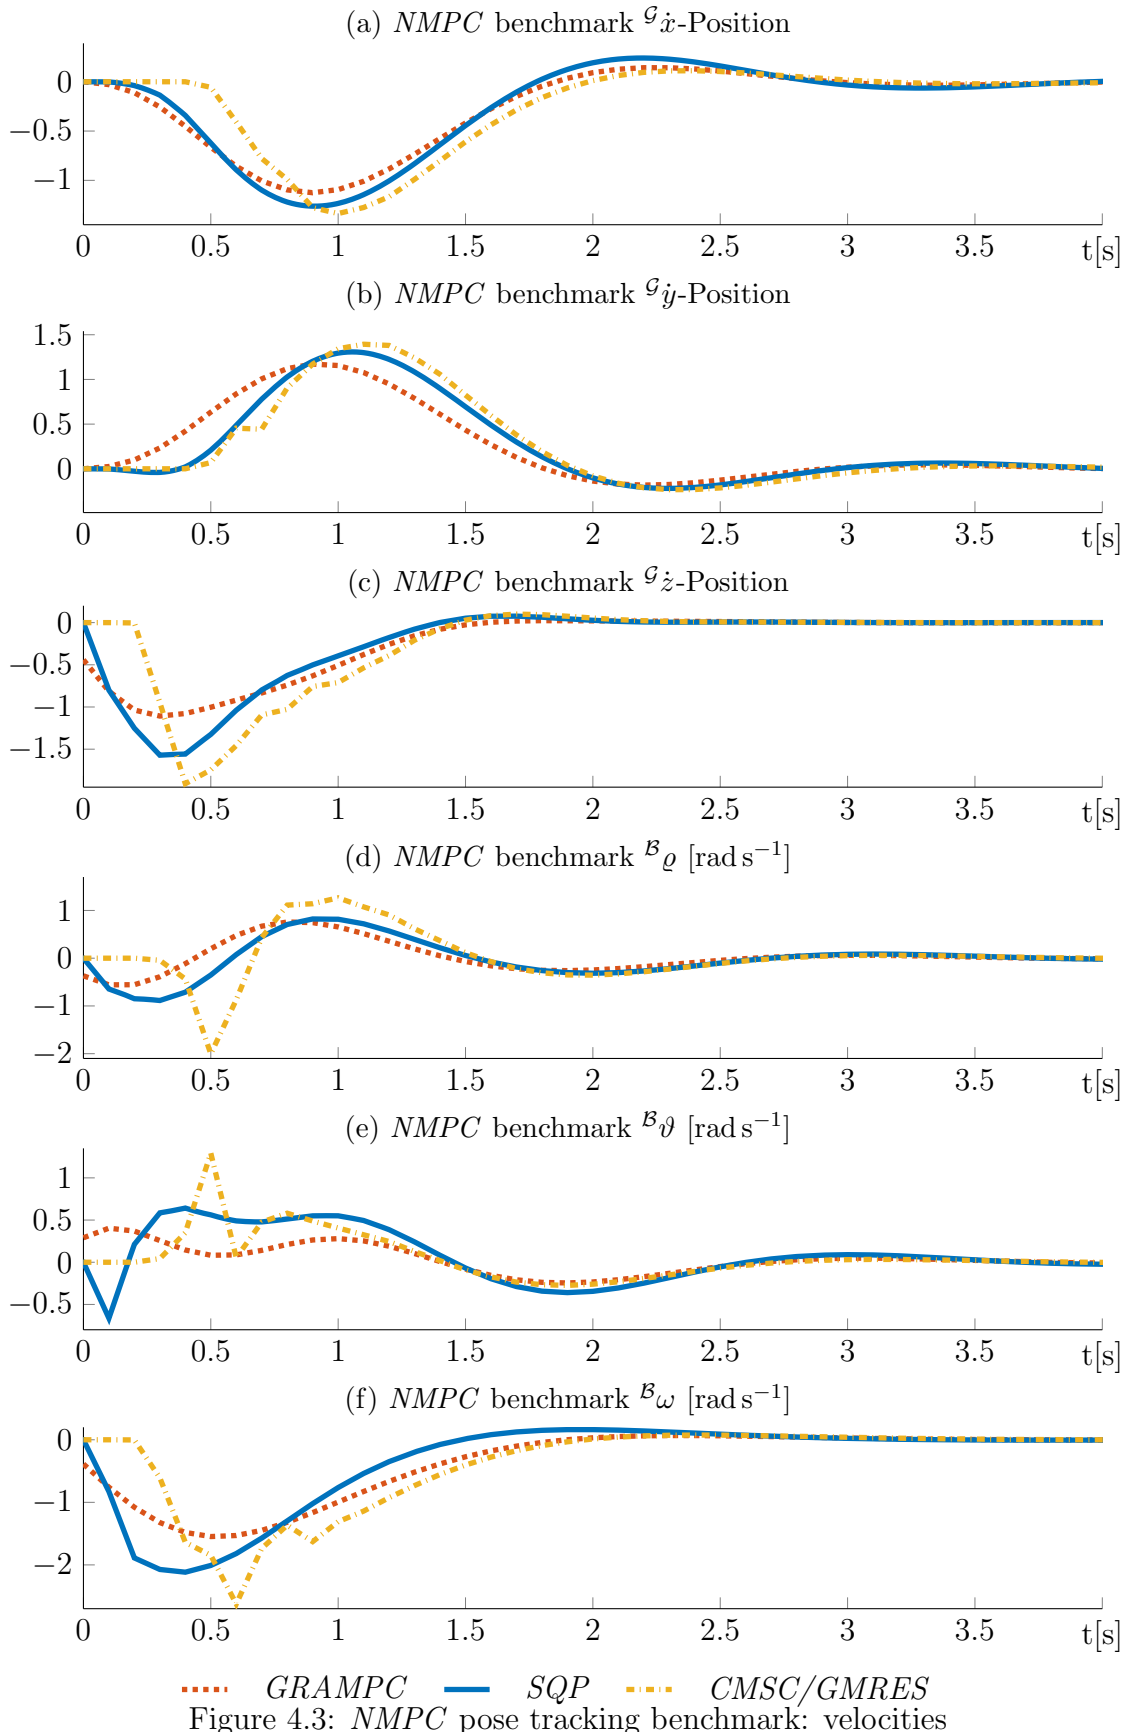 (a) NMPC benchmark ᴳẋ-Position
0
−0.5
−1
0 0.5 1 1.5 2 2.5 3 3.5 t[s]
(b) NMPC benchmark ᴳẏ-Position
1.5
1
0.5
0
0 0.5 1 1.5 2 2.5 3 3.5 t[s]
(c) NMPC benchmark ᴳż-Position
0
−0.5
−1
−1.5
0 0.5 1 1.5 2 2.5 3 3.5 t[s]
(d) NMPC benchmark ᴮϱ [rad s⁻¹]
1
0
−1
−2
0 0.5 1 1.5 2 2.5 3 3.5 t[s]
(e) NMPC benchmark ᴮϑ [rad s⁻¹]
1
0.5
0
−0.5
0 0.5 1 1.5 2 2.5 3 3.5 t[s]
(f) NMPC benchmark ᴮω [rad s⁻¹]
0
−1
−2
0 0.5 1 1.5 2 2.5 3 3.5 t[s]
GRAMPC SQP CMSC/GMRES
Figure 4.3: NMPC pose tracking benchmark: velocities